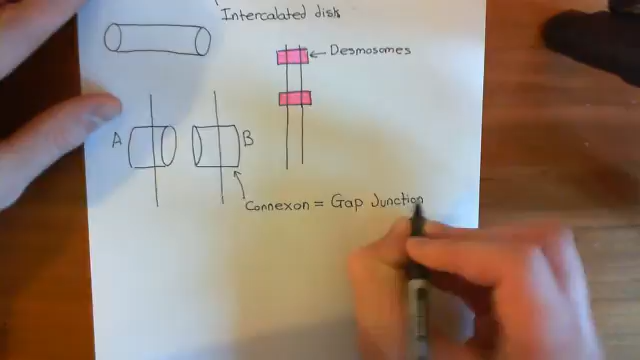 Intercalated disks
Desmosomes
A
B
Connexon = Gap Junction